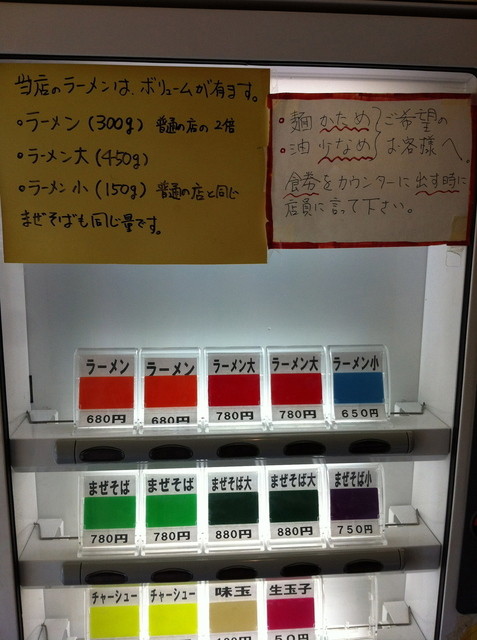 当店のラーメンは、ボリュームが有ます。
・ラーメン(300g) 普通の店の2倍
・ラーメン大(450g)
・ラーメン小(150g) 普通の店と同じ
まぜそばも同じ量です。
・麺かため ご希望の
・油少なめ お客様へ、
食券をカウンターに出す時に
店員に言って下さい。
ラーメン ラーメン ラーメン大 ラーメン大 ラーメン小
680円 680円 780円 780円 650円
まぜそば まぜそば まぜそば大 まぜそば大 まぜそば小
780円 780円 880円 880円 750円
チャーシュー チャーシュー 味玉 生玉子
50円